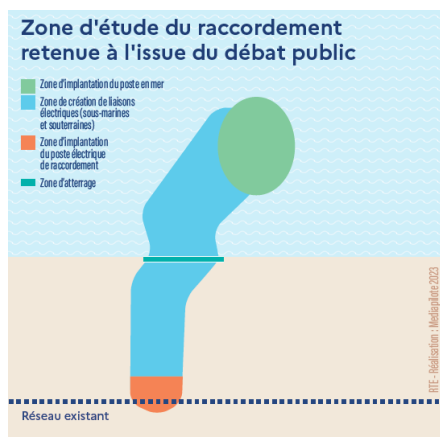 Zone d'étude du raccordement
retenue à l'issue du débat public
Zone d'implantation du poste en mer
Zone de création de liaisons
électriques (sous-marines
et souterraines)
Zone d'implantation
du poste électrique
de raccordement
Zone d'atterrage
RTE - Réalisation : Mediapilote 2023
Réseau existant